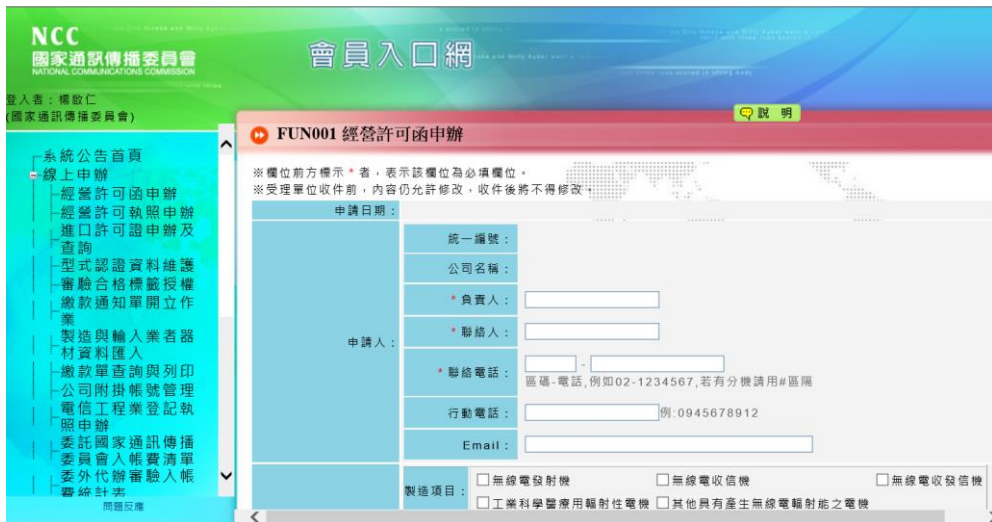 NCC
國家通訊傳播委員會
NATIONAL COMMUNICATIONS COMMISSION
會員入口網
登入者：楊啟仁
(國家通訊傳播委員會)
說 明
FUN001 經營許可函申辦
系統公告首頁
線上申辦
經營許可函申辦
經營許可執照申辦
進口許可證申辦及
查詢
型式認證資料維護
審驗合格標籤授權
繳款通知單開立作
業
製造與輸入業者器
材資料匯入
繳款單查詢與列印
公司附掛帳號管理
電信工程業登記執
照申辦
委託國家通訊傳播
委員會入帳費清單
委外代辦審驗入帳
費統計表
問題反應
※欄位前方標示 * 者，表示該欄位為必填欄位。
※受理單位收件前，內容仍允許修改，收件後將不得修改。
申請日期：
申請人：
統一編號：
公司名稱：
* 負責人：
* 聯絡人：
* 聯絡電話：
-
區碼-電話,例如02-1234567,若有分機請用#區隔
行動電話：
例:0945678912
Email：
製造項目：
無線電發射機
無線電收信機
無線電收發信機
工業科學醫療用輻射性電機
其他具有產生無線電輻射能之電機